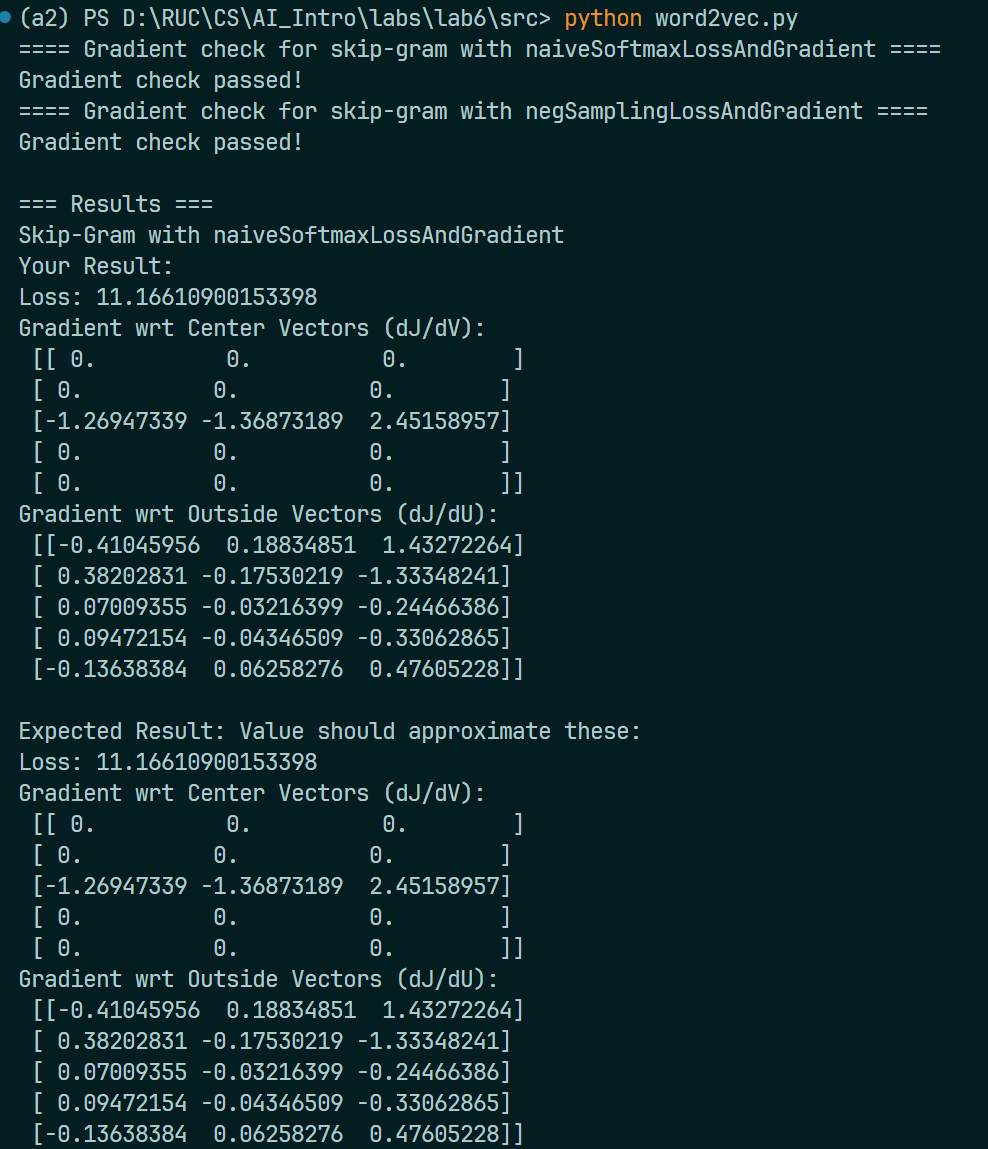 (a2) PS D:\RUC\CS\AI_Intro\labs\lab6\src> python word2vec.py
==== Gradient check for skip-gram with naiveSoftmaxLossAndGradient ====
Gradient check passed!
==== Gradient check for skip-gram with negSamplingLossAndGradient ====
Gradient check passed!

=== Results ===
Skip-Gram with naiveSoftmaxLossAndGradient
Your Result:
Loss: 11.16610900153398
Gradient wrt Center Vectors (dJ/dV):
 [[ 0.          0.          0.        ]
 [ 0.          0.          0.        ]
 [-1.26947339 -1.36873189  2.45158957]
 [ 0.          0.          0.        ]
 [ 0.          0.          0.        ]]
Gradient wrt Outside Vectors (dJ/dU):
 [[-0.41045956  0.18834851  1.43272264]
 [ 0.38202831 -0.17530219 -1.33348241]
 [ 0.07009355 -0.03216399 -0.24466386]
 [ 0.09472154 -0.04346509 -0.33062865]
 [-0.13638384  0.06258276  0.47605228]]

Expected Result: Value should approximate these:
Loss: 11.16610900153398
Gradient wrt Center Vectors (dJ/dV):
 [[ 0.          0.          0.        ]
 [ 0.          0.          0.        ]
 [-1.26947339 -1.36873189  2.45158957]
 [ 0.          0.          0.        ]
 [ 0.          0.          0.        ]]
Gradient wrt Outside Vectors (dJ/dU):
 [[-0.41045956  0.18834851  1.43272264]
 [ 0.38202831 -0.17530219 -1.33348241]
 [ 0.07009355 -0.03216399 -0.24466386]
 [ 0.09472154 -0.04346509 -0.33062865]
 [-0.13638384  0.06258276  0.47605228]]